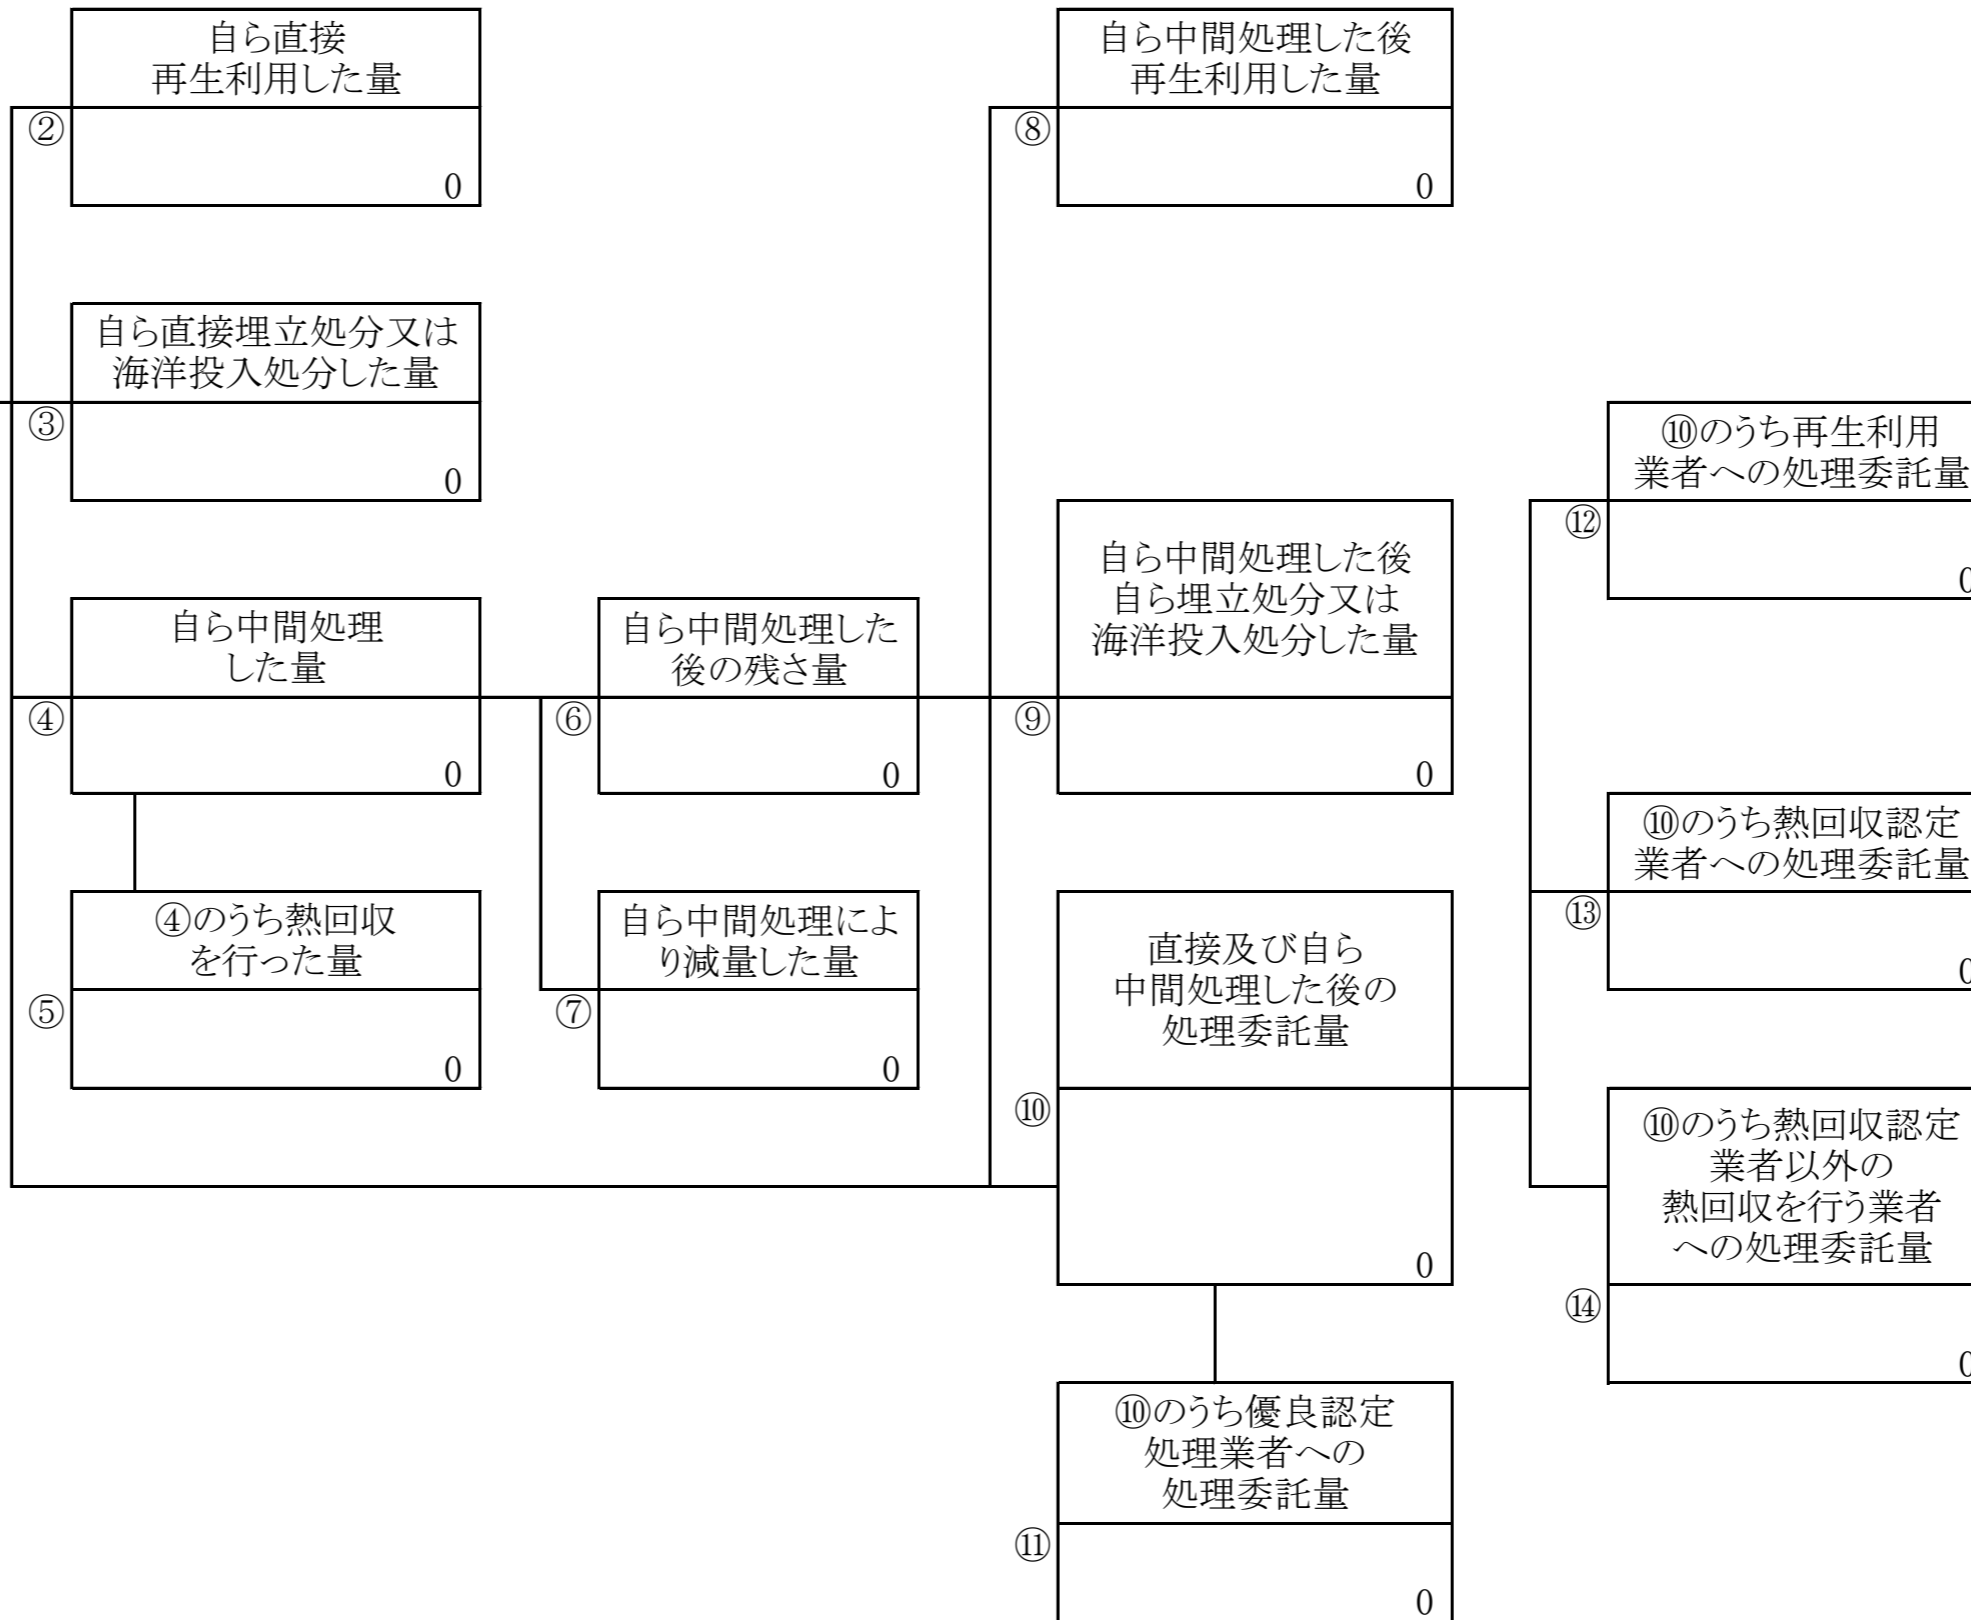 自ら直接
再生利用した量
②
0
自ら中間処理した後
再生利用した量
⑧
0
自ら直接埋立処分又は
海洋投入処分した量
③
0
⑩のうち再生利用
業者への処理委託量
⑫
0
自ら中間処理した後
自ら埋立処分又は
海洋投入処分した量
⑨
0
自ら中間処理
した量
④
0
自ら中間処理した
後の残さ量
⑥
0
⑩のうち熱回収認定
業者への処理委託量
⑬
0
④のうち熱回収
を行った量
⑤
0
自ら中間処理によ
り減量した量
⑦
0
直接及び自ら
中間処理した後の
処理委託量
⑩
0
⑩のうち熱回収認定
業者以外の
熱回収を行う業者
への処理委託量
⑭
0
⑩のうち優良認定
処理業者への
処理委託量
⑪
0